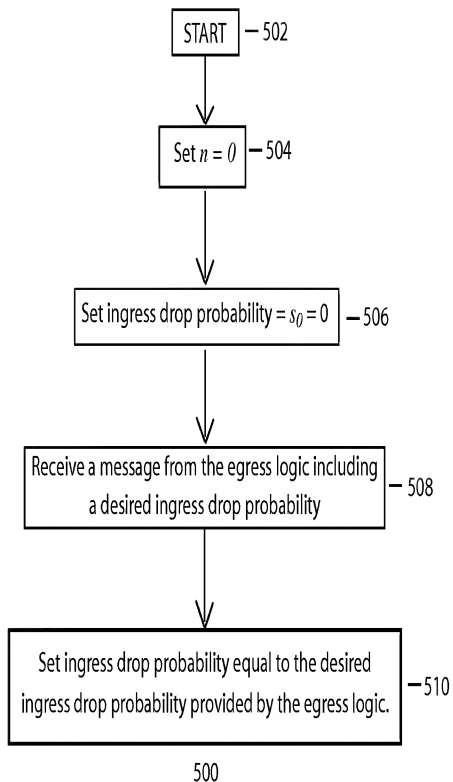 START
502
Set n = 0
504
Set ingress drop probability = s0 = 0
506
Receive a message from the egress logic including
a desired ingress drop probability
508
Set ingress drop probability equal to the desired
ingress drop probability provided by the egress logic.
510
500